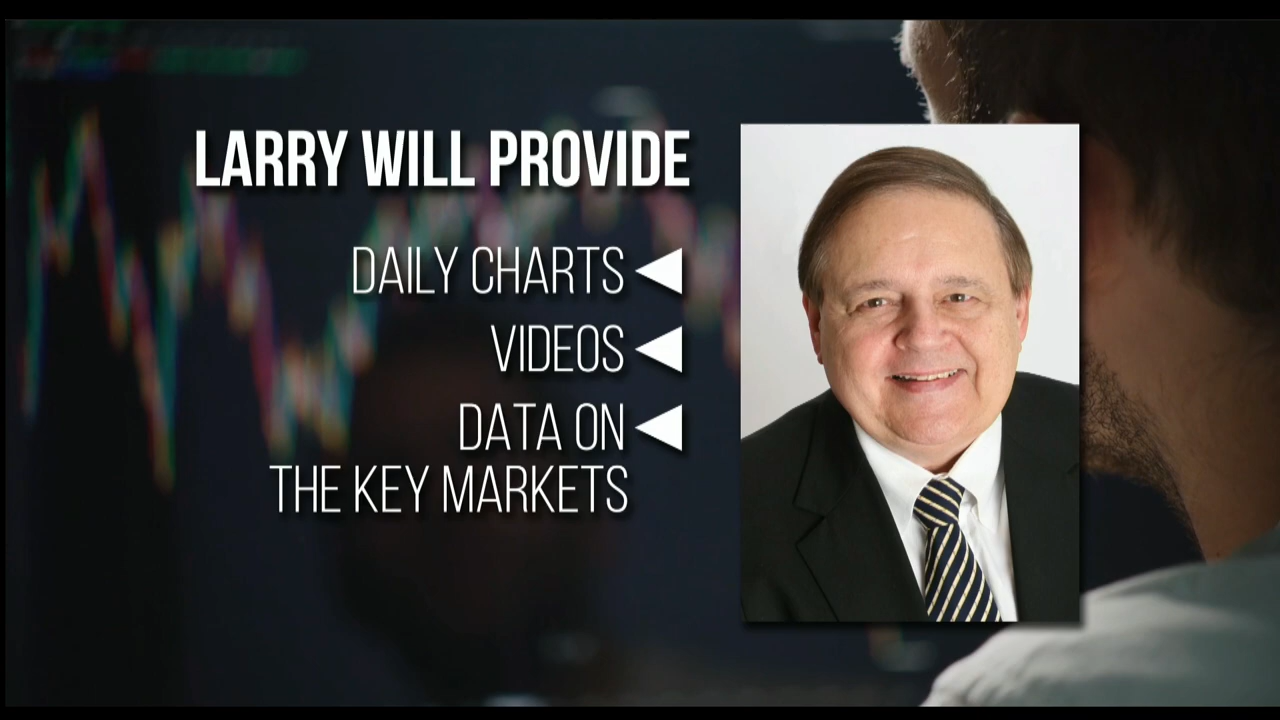 LARRY WILL PROVIDE
DAILY CHARTS
VIDEOS
DATA ON
THE KEY MARKETS